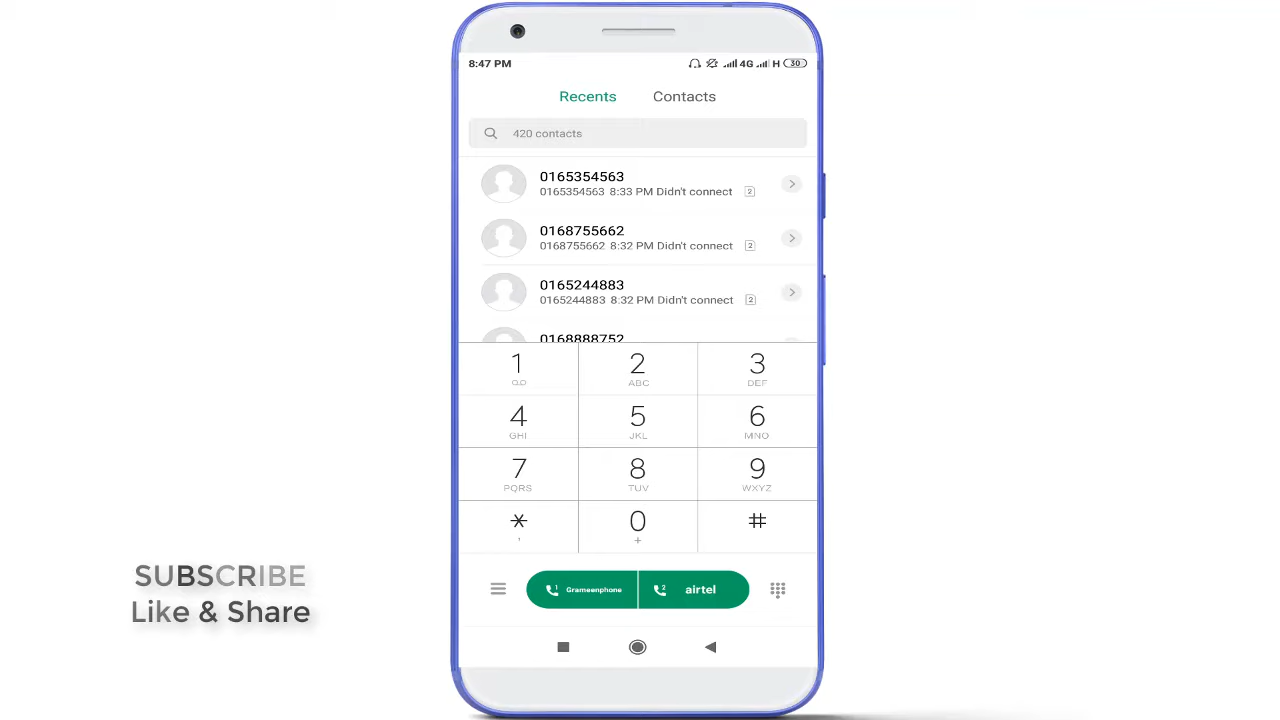 8:47 PM 4G H 30
Recents Contacts
420 contacts
0165354563
0165354563 8:33 PM Didn't connect 2
0168755662
0168755662 8:32 PM Didn't connect 2
0165244883
0165244883 8:32 PM Didn't connect 2
0168888752
1 2 3
ABC DEF
4 5 6
GHI JKL MNO
7 8 9
PQRS TUV WXYZ
* 0 #
, +
1 Grameenphone 2 airtel
SUBSCRIBE
Like & Share